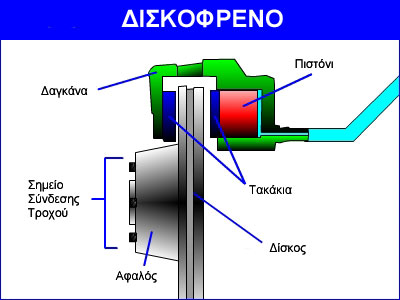 ΔΙΣΚΟΦΡΕΝΟ
Πιστόνι
Δαγκάνα
Τακάκια
Σημείο
Σύνδεσης
Τροχού
Δίσκος
Αφαλός